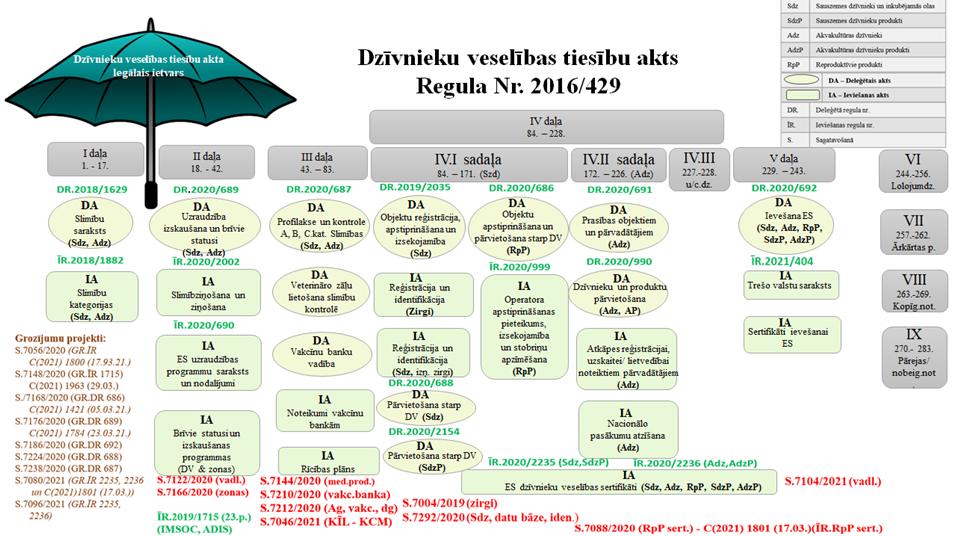 Dzīvnieku veselības tiesību akta
legālais ietvars
Dzīvnieku veselības tiesību akts
Regula Nr. 2016/429
Sdz Sauszemes dzīvnieki un inkubējamās olas
SdzP Sauszemes dzīvnieku produkti
Adz Akvakultūras dzīvnieki
AdzP Akvakultūras dzīvnieku produkti
RpP Reproduktīvie produkti
DA – Deleģētais akts
IA – Ieviešanas akts
DR. Deleģētā regula nr.
ĪR. Ieviešanas regula nr.
S. Sagatavošanā
IV daļa
84. – 228.
I daļa
1. - 17.
II daļa
18. - 42.
III daļa
43. – 83.
IV.I sadaļa
84. – 171. (Szd)
IV.II sadaļa
172. – 226. (Adz)
IV.III
227.-228.
u/c.dz.
V daļa
229. – 243.
VI
244.-256.
Lolojumdz.
VII
257.-262.
Ārkārtas p.
VIII
263.-269.
Kopīg.not.
IX
270.- 283.
Pārejas/
nobeig.not
.
DR.2018/1629
DA
Slimību
saraksts
(Sdz, Adz)
ĪR.2018/1882
IA
Slimību
kategorijas
(Sdz, Adz)
Grozījumu projekti:
S.7056/2020 (GR.ĪR
C(2021) 1800 (17.93.21.)
S.7148/2020 (GR.ĪR 1715)
C(2021) 1963 (29.03.)
S./7168/2020 (GR.DR 686)
C(2021) 1421 (05.03.21.)
S.7176/2020 (GR.DR 689)
C(2021) 1784 (23.03.21.)
S.7186/2020 (GR.DR 692)
S.7224/2020 (GR.DR 688)
S.7238/2020 (GR.DR 687)
S.7080/2021 (GR.ĪR 2235, 2236
un C(2021)1801 (17.03.))
S.7096/2021 (GR.ĪR 2235,
2236)
DR.2020/689
DA
Uzraudzība
izskaušana un brīvie
statusi
(Sdz, Adz)
ĪR.2020/2002
IA
Slimībziņošana un
ziņošana
ĪR.2020/690
IA
ES uzraudzības
programmu saraksts
un nodalījumi
IA
Brīvie statusi un
izskaušanas
programmas
(DV & zonas)
S.7122/2020 (vadl.)
S.7166/2020 (zonas)
ĪR.2019/1715 (23.p.)
(IMSOC, ADIS)
DR.2020/687
DA
Profilakse un kontrole
A, B, C.kat. Slimības
(Sdz, Adz)
DA
Veterināro zāļu
lietošana slimību
kontrolē
DA
Vakcīnu banku
vadība
IA
Noteikumi vakcīnu
bankām
IA
Rīcības plāns
S.7144/2020 (med.prod.)
S.7210/2020 (vakc.banka)
S.7212/2020 (Ag, vakc., dg)
S.7046/2021 (KĪL - KCM)
DR.2019/2035
DA
Objektu reģistrācija,
apstiprināšana un
izsekojamība
(Sdz)
IA
Reģistrācija un
identifikācija
(Zirgi)
IA
Reģistrācija un
identifikācija
(Sdz, izņ. zirgi)
DR.2020/688
DA
Pārvietošana starp
DV (Sdz)
DR.2020/2154
DA
Pārvietošana starp DV
(SdzP)
S.7004/2019 (zirgi)
S.7292/2020 (Sdz, datu bāze, iden.)
DR.2020/686
DA
Objektu
apstiprināšana un
pārvietošana starp DV
(RpP)
ĪR.2020/999
IA
Operatora
apstiprināšanas
pieteikums,
izsekojamība
un stobriņu
apzīmēšana
(RpP)
DR.2020/691
DA
Prasības objektiem
un pārvadātājiem
(Adz)
DR.2020/990
DA
Dzīvnieku un produktu
pārvietošana
(Adz, AP)
IA
Atkāpes reģistrācijai,
uzskaitei/ lietvedībai
noteiktiem pārvadātājiem
(Adz)
IA
Nacionālo
pasākumu atzīšana
(Adz)
ĪR.2020/2235 (Sdz,SdzP)
ĪR.2020/2236 (Adz,AdzP)
IA
ES dzīvnieku veselības sertifikāti (Sdz, Adz, RpP, SdzP, AdzP)
S.7088/2020 (RpP sert.) - C(2021) 1801 (17.03.)(ĪR.RpP sert.)
DR.2020/692
DA
Ievešana ES
(Sdz, Adz, RpP,
SdzP, AdzP)
ĪR.2021/404
IA
Trešo valstu saraksts
IA
Sertifikāti ievešanai
ES
S.7104/2021 (vadl.)